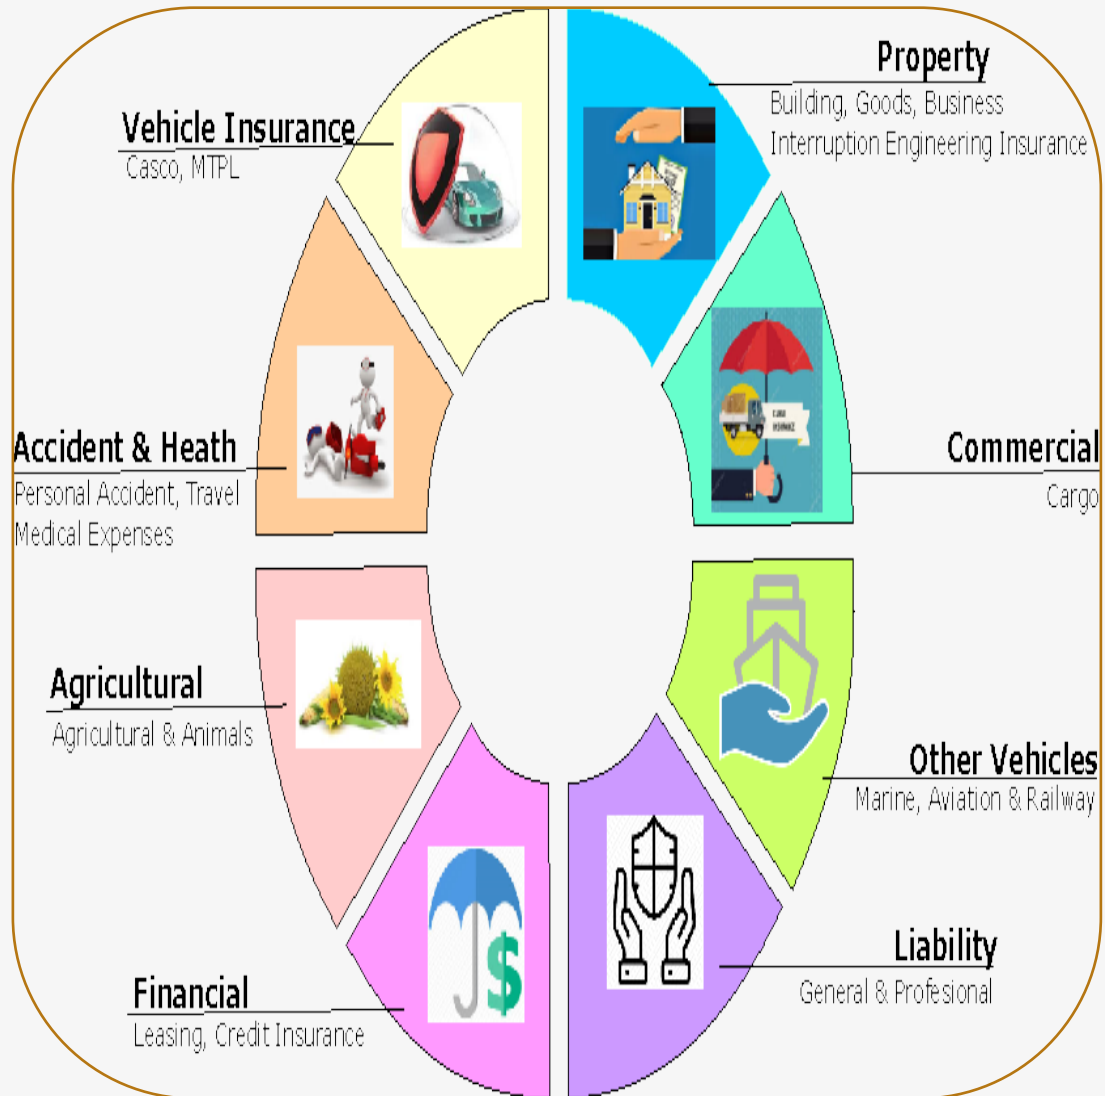 Property
Building, Goods, Business
Interruption Engineering Insurance
Vehicle Insurance
Casco, MTPL
Accident & Heath
Personal Accident, Travel
Medical Expenses
Commercial
Cargo
Agricultural
Agricultural & Animals
Other Vehicles
Marine, Aviation & Railway
Liability
General & Profesional
Financial
Leasing, Credit Insurance